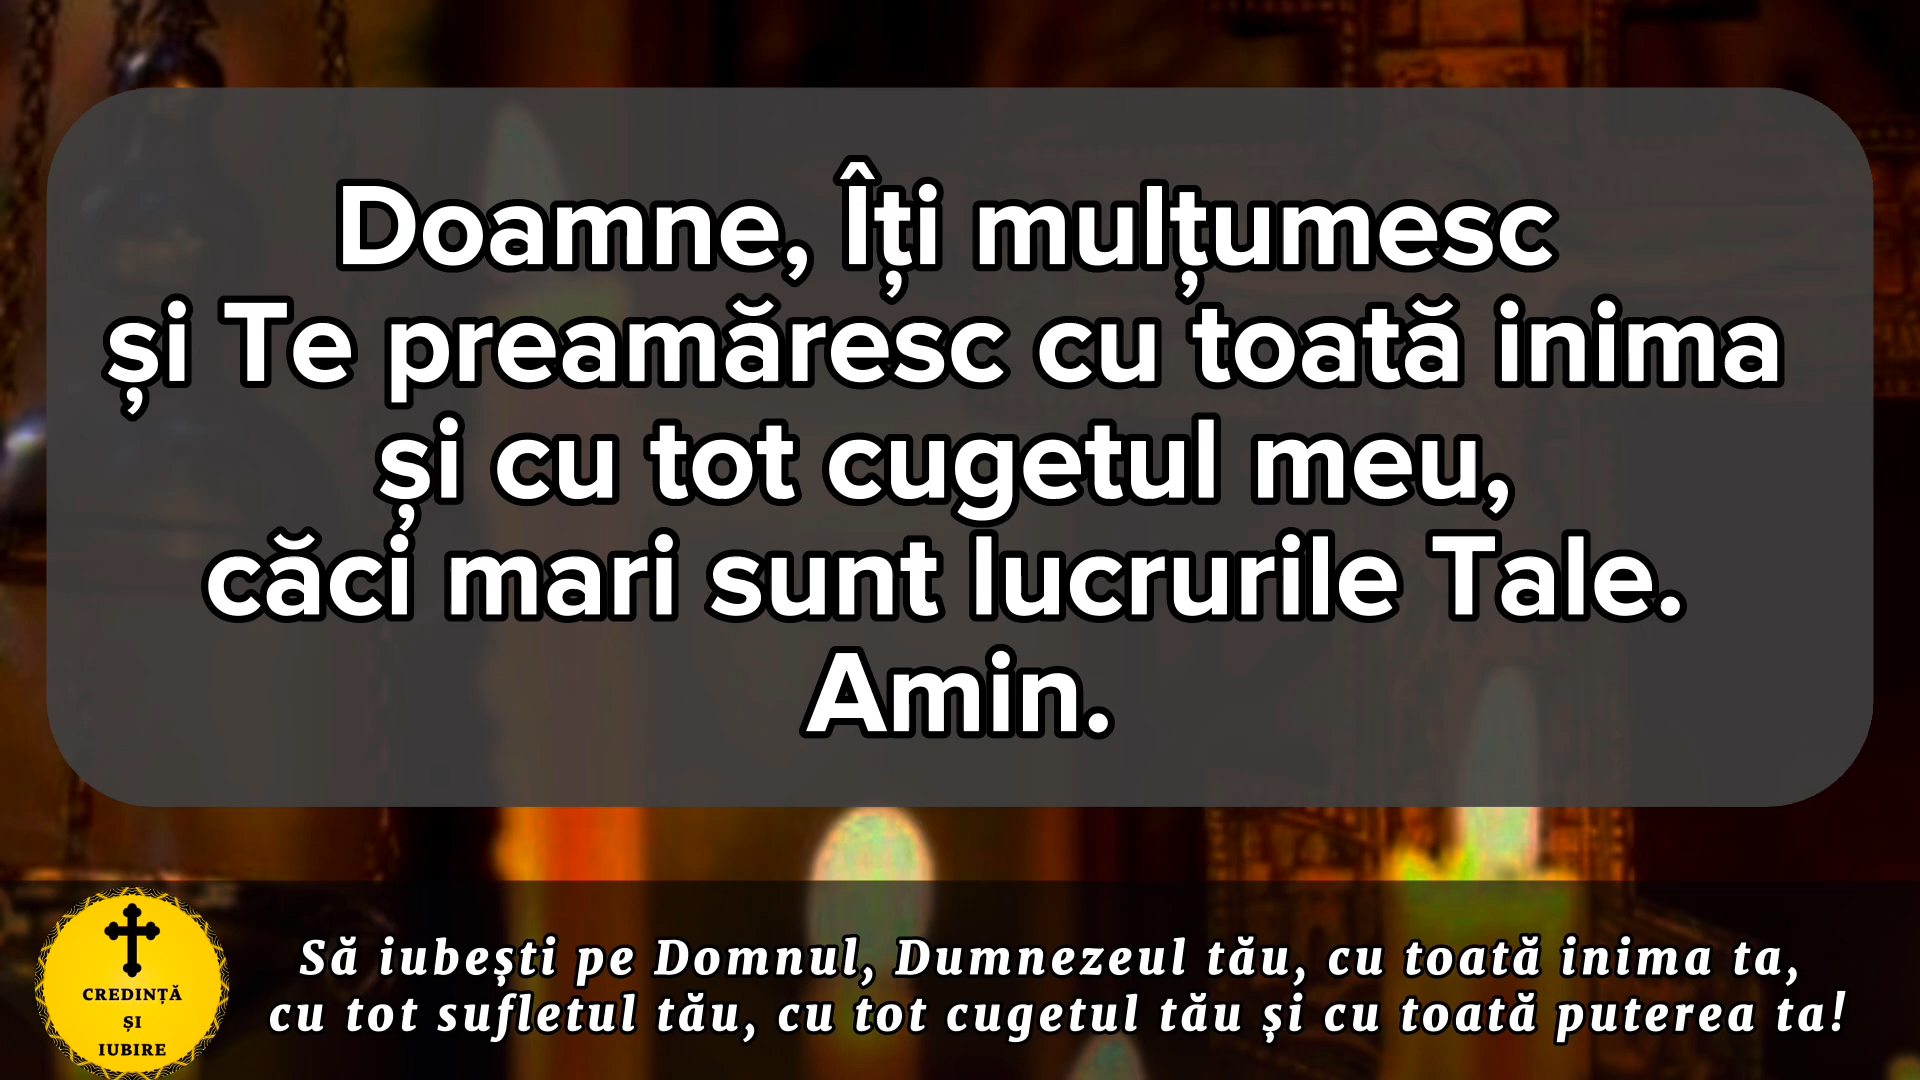 Doamne, Îți mulțumesc
și Te preamăresc cu toată inima
și cu tot cugetul meu,
căci mari sunt lucrurile Tale.
Amin.
CREDINȚĂ
ȘI
IUBIRE
Să iubești pe Domnul, Dumnezeul tău, cu toată inima ta,
cu tot sufletul tău, cu tot cugetul tău și cu toată puterea ta!